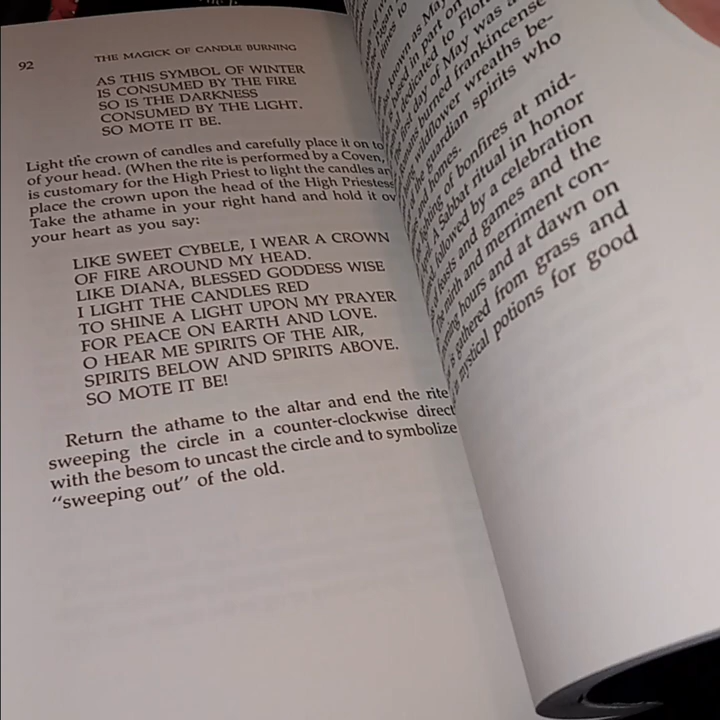 92
THE MAGICK OF CANDLE BURNING
AS THIS SYMBOL OF WINTER
IS CONSUMED BY THE FIRE
SO IS THE DARKNESS
CONSUMED BY THE LIGHT.
SO MOTE IT BE.
Light the crown of candles and carefully place it on to
of your head. (When the rite is performed by a Coven,
is customary for the High Priest to light the candles an
place the crown upon the head of the High Priestess
Take the athame in your right hand and hold it ov
your heart as you say:
LIKE SWEET CYBELE, I WEAR A CROWN
OF FIRE AROUND MY HEAD.
LIKE DIANA, BLESSED GODDESS WISE
I LIGHT THE CANDLES RED
TO SHINE A LIGHT UPON MY PRAYER
FOR PEACE ON EARTH AND LOVE.
O HEAR ME SPIRITS OF THE AIR,
SPIRITS BELOW AND SPIRITS ABOVE.
SO MOTE IT BE!
Return the athame to the altar and end the rite
sweeping the circle in a counter-clockwise direct
with the besom to uncast the circle and to symbolize
"sweeping out" of the old.
known as May
based in part on
dedicated to Flor
first day of May was
burned frankincense
wildflower wreaths be-
guardian spirits who
and homes.
lighting of bonfires at mid-
A Sabbat ritual in honor
followed by a celebration
feasts and games and the
mirth and merriment con-
hours and at dawn on
is gathered from grass and
mystical potions for good